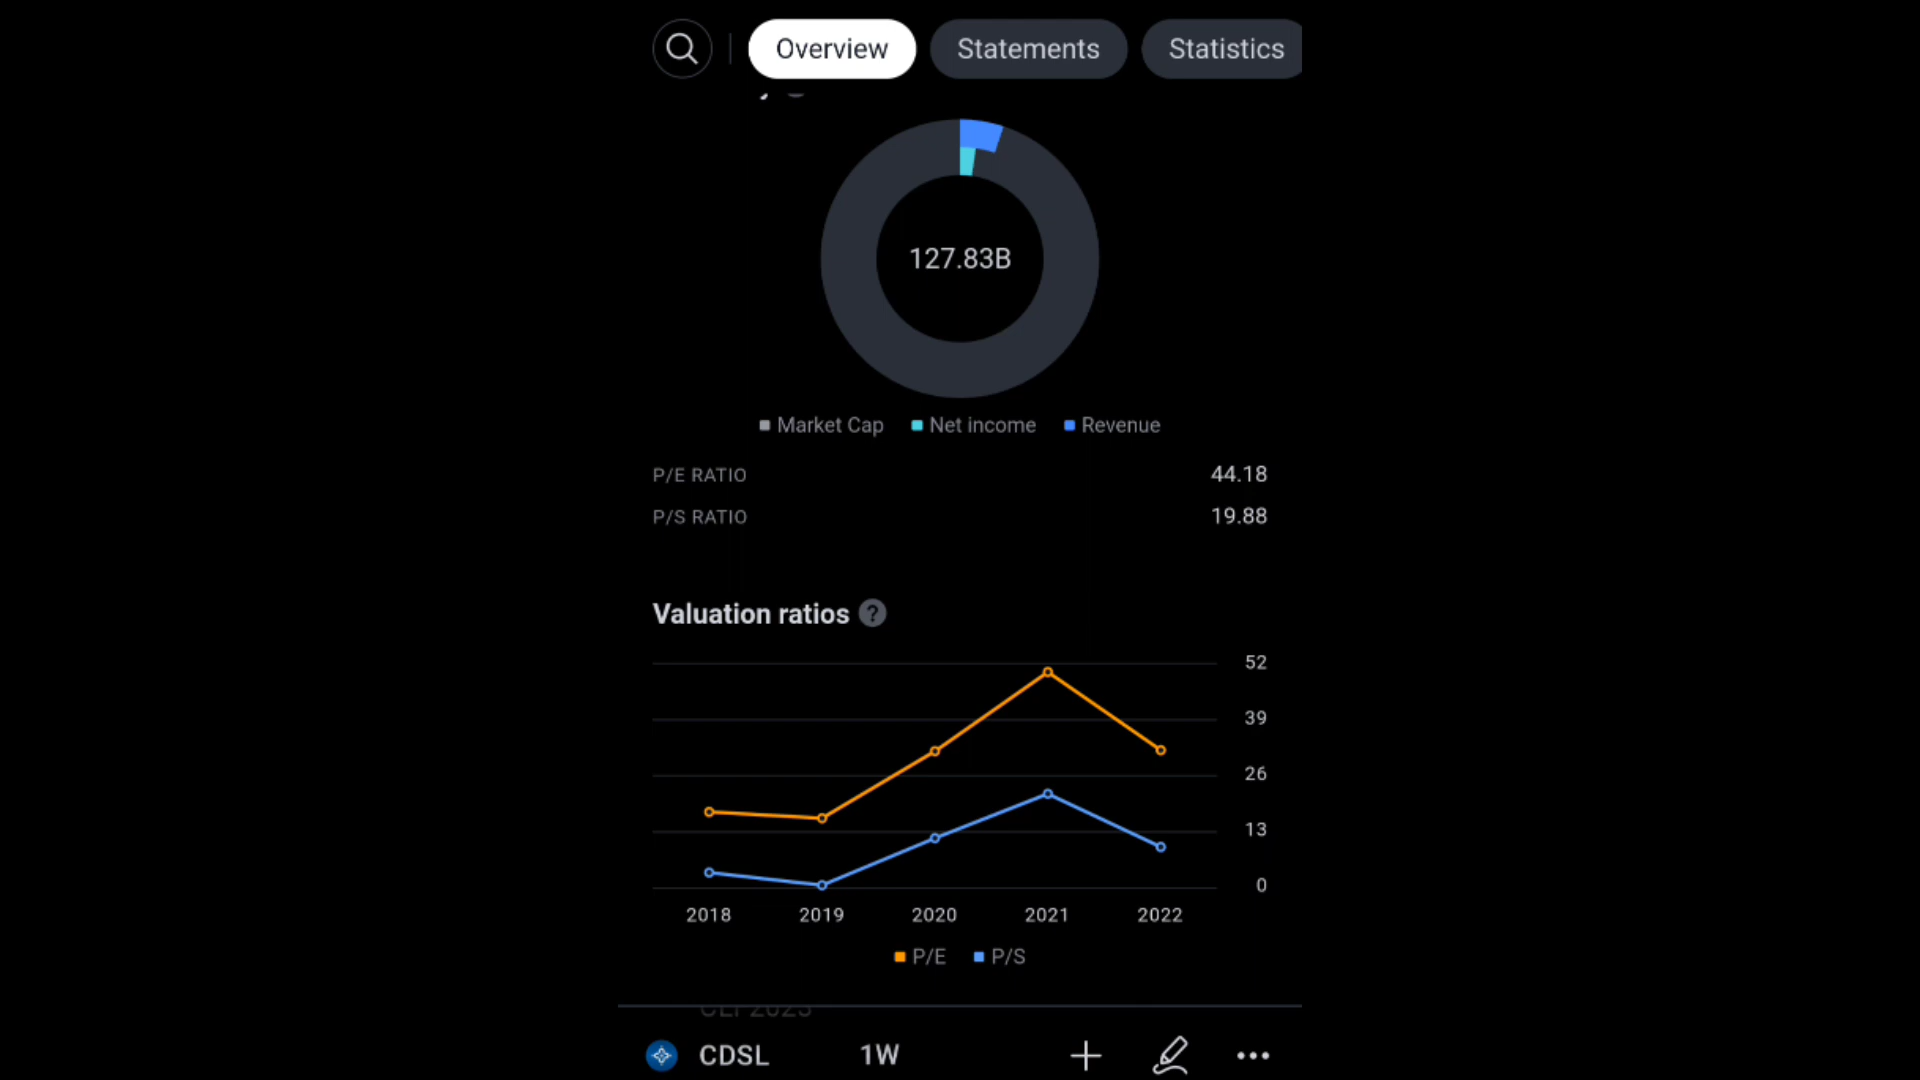 Overview Statements Statistics
127.83B
Market Cap Net income Revenue
P/E RATIO 44.18
P/S RATIO 19.88
Valuation ratios ?
52
39
26
13
0
2018 2019 2020 2021 2022
P/E P/S
CDSL 1W